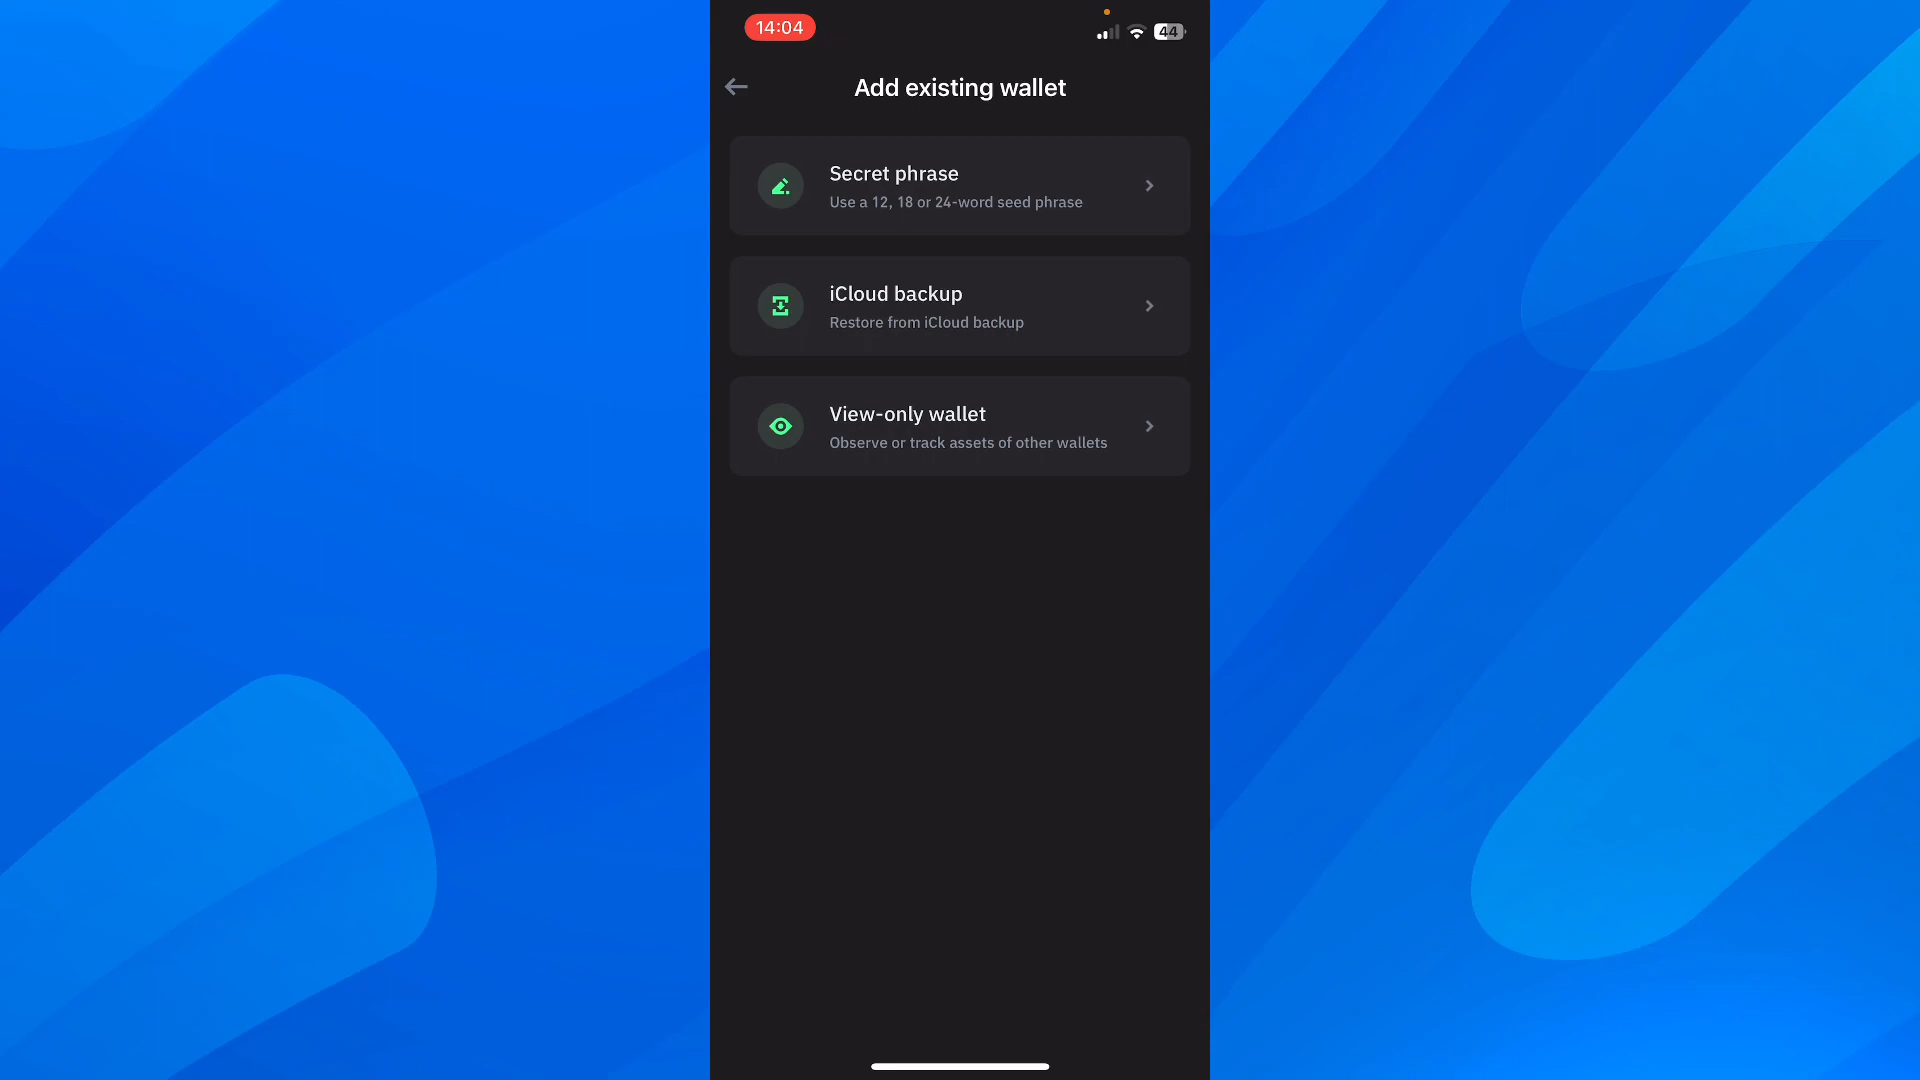 14:04
44
Add existing wallet
Secret phrase
Use a 12, 18 or 24-word seed phrase
iCloud backup
Restore from iCloud backup
View-only wallet
Observe or track assets of other wallets